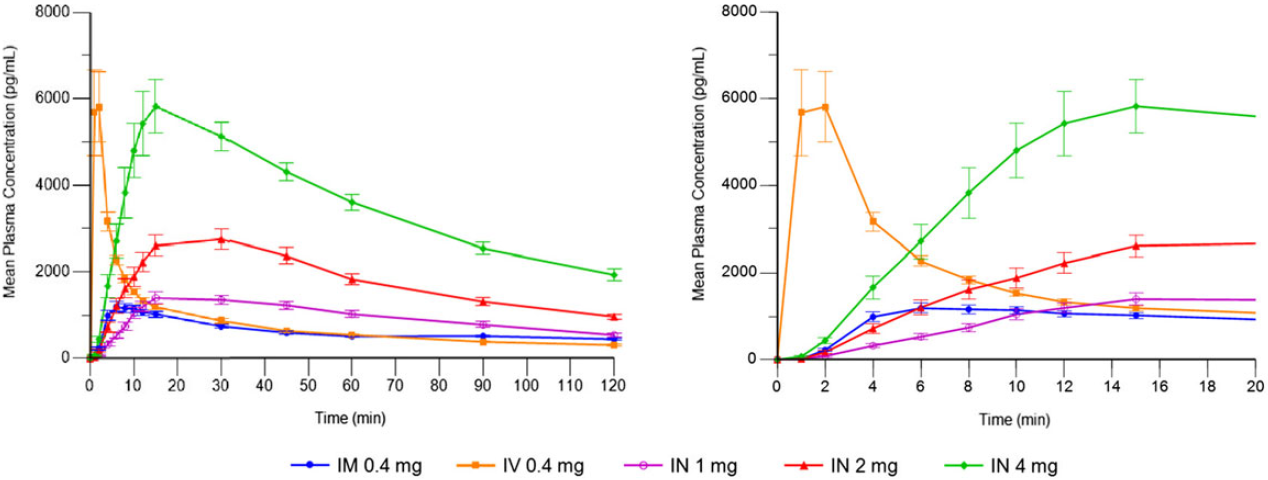 8000
6000
4000
2000
0
Mean Plasma Concentration (pg/mL)
0 10 20 30 40 50 60 70 80 90 100 110 120
Time (min)
8000
6000
4000
2000
0
Mean Plasma Concentration (pg/mL)
0 2 4 6 8 10 12 14 16 18 20
Time (min)
IM 0.4 mg IV 0.4 mg IN 1 mg IN 2 mg IN 4 mg